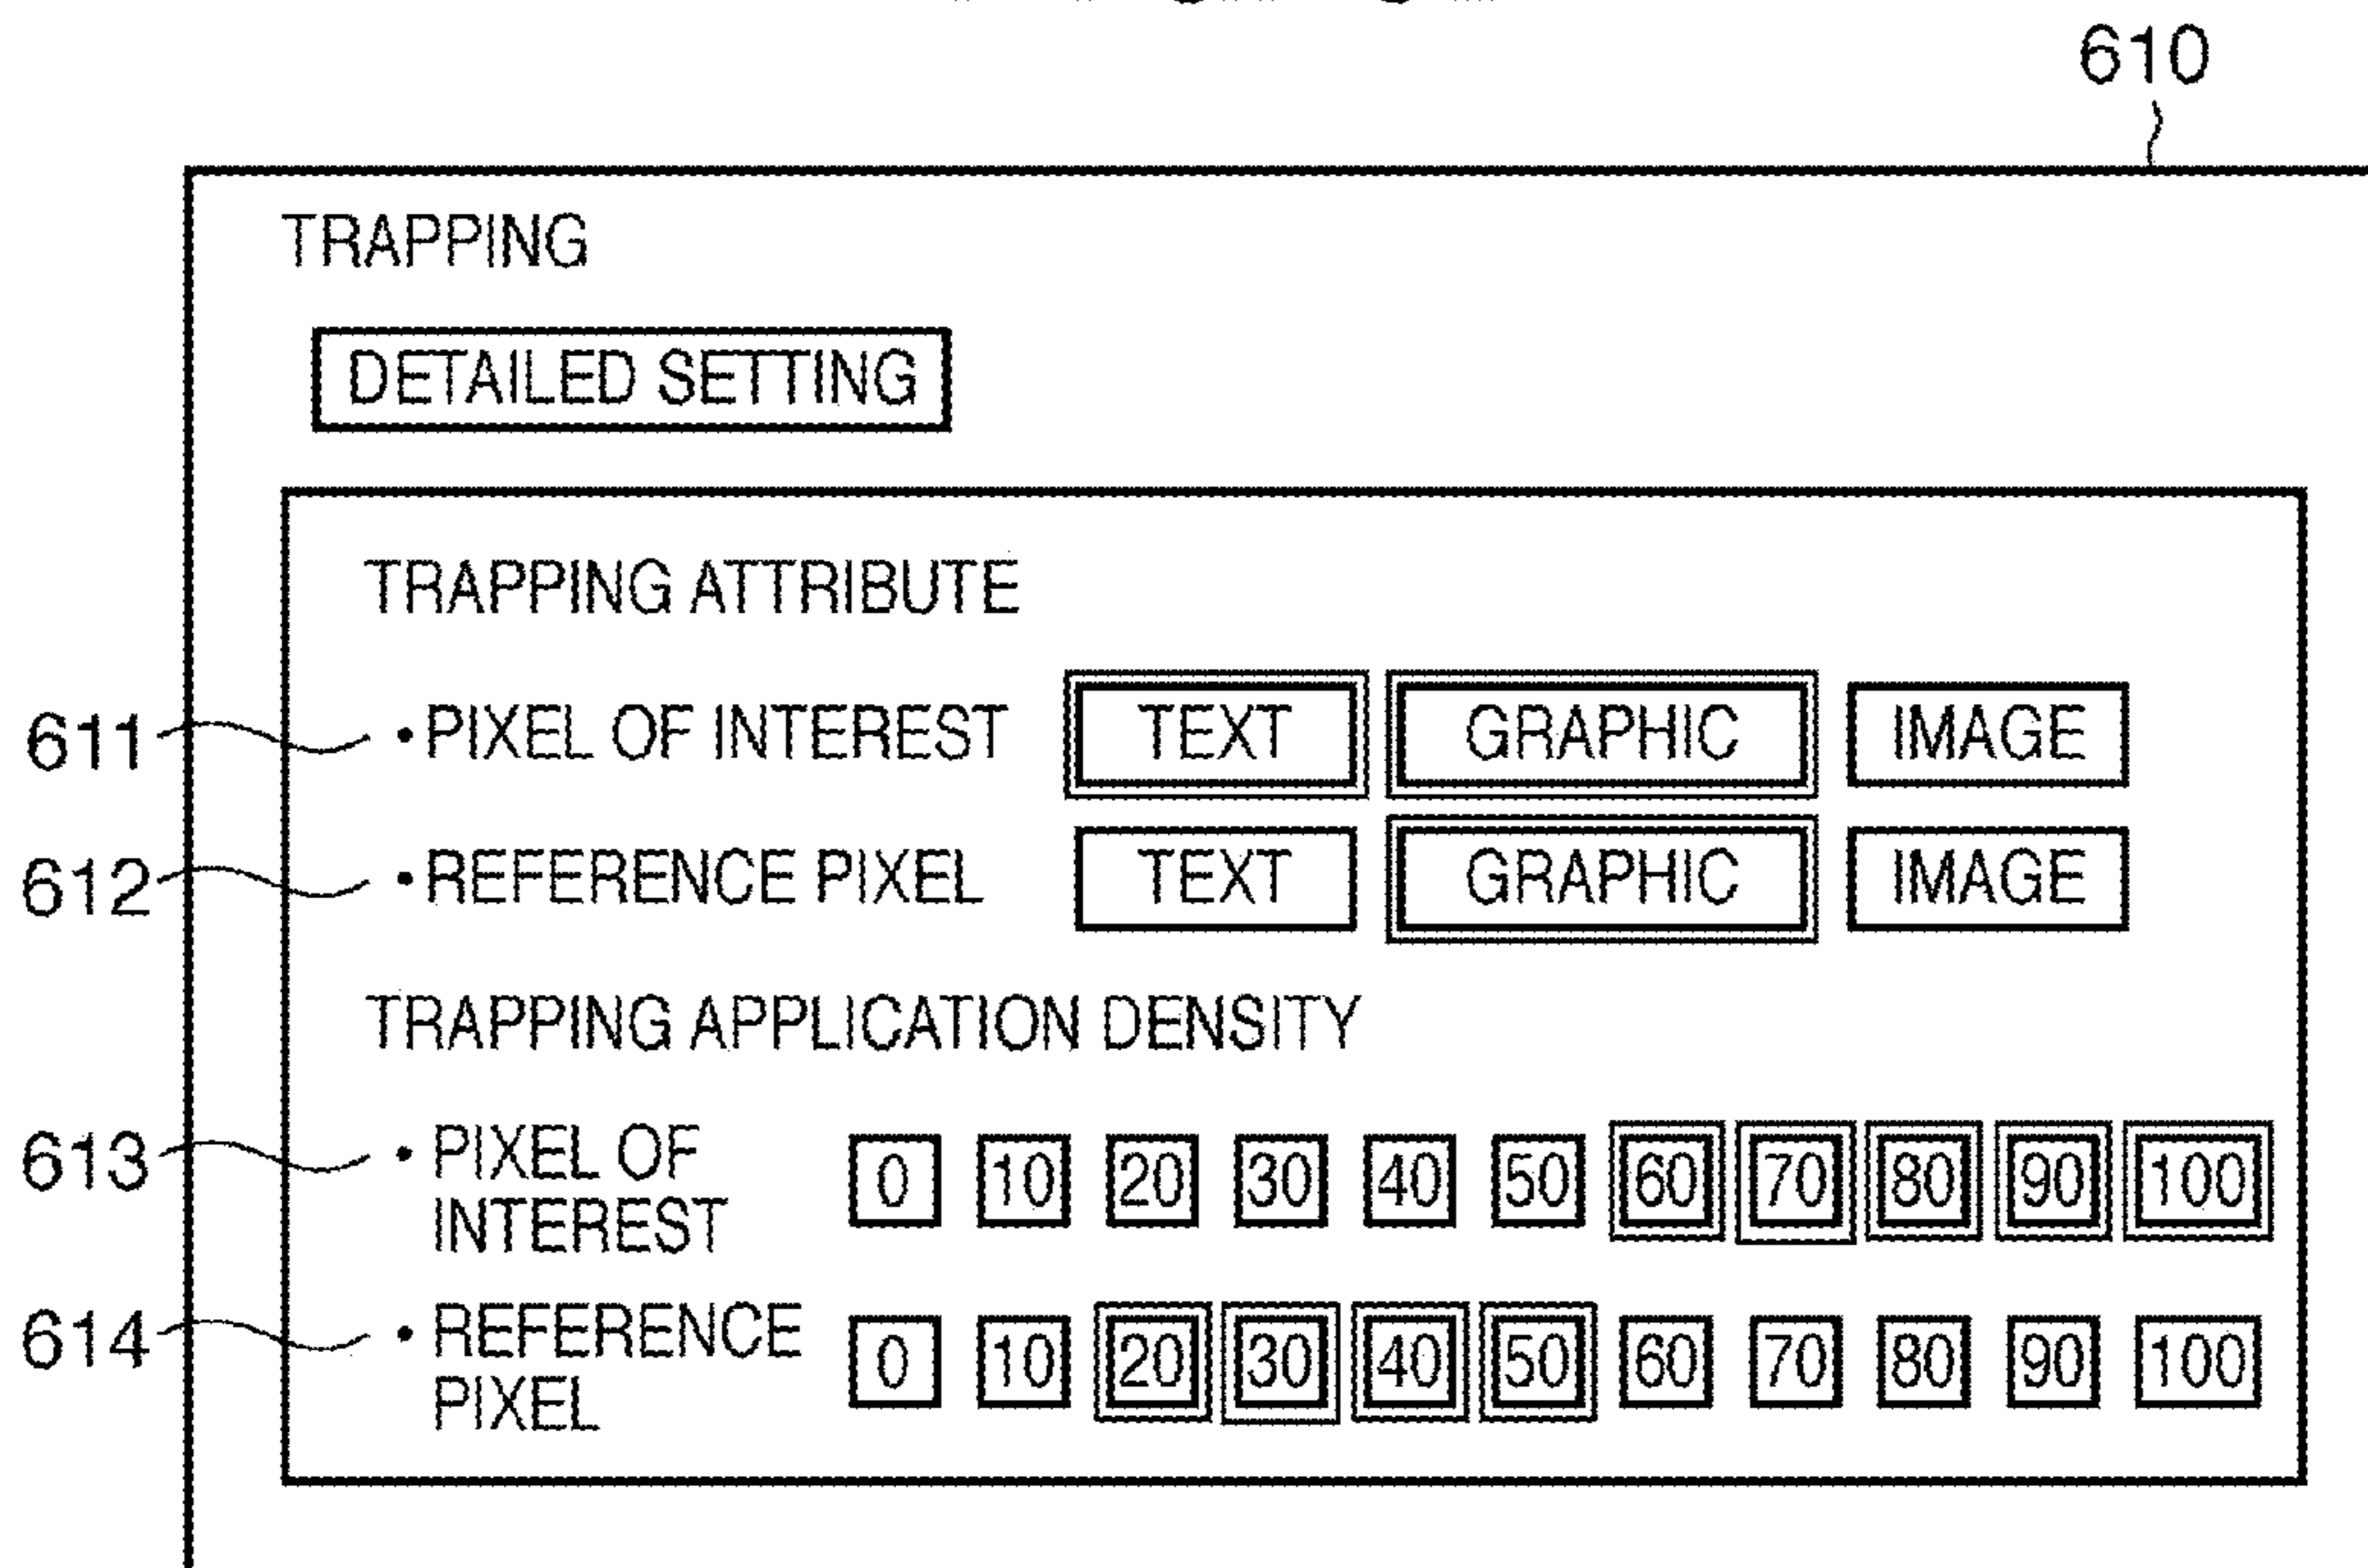 610
TRAPPING
DETAILED SETTING
TRAPPING ATTRIBUTE
611 • PIXEL OF INTEREST TEXT GRAPHIC IMAGE
612 • REFERENCE PIXEL TEXT GRAPHIC IMAGE
TRAPPING APPLICATION DENSITY
613 • PIXEL OF INTEREST 0 10 20 30 40 50 60 70 80 90 100
614 • REFERENCE PIXEL 0 10 20 30 40 50 60 70 80 90 100